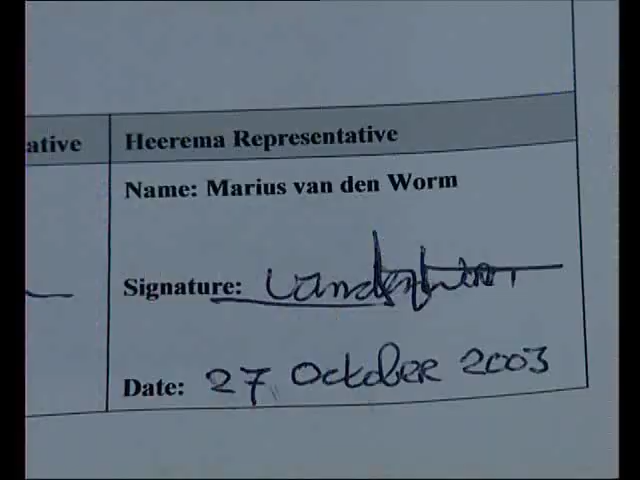 ative
Heerema Representative
Name: Marius van den Worm
Signature:
Date: 27 October 2003